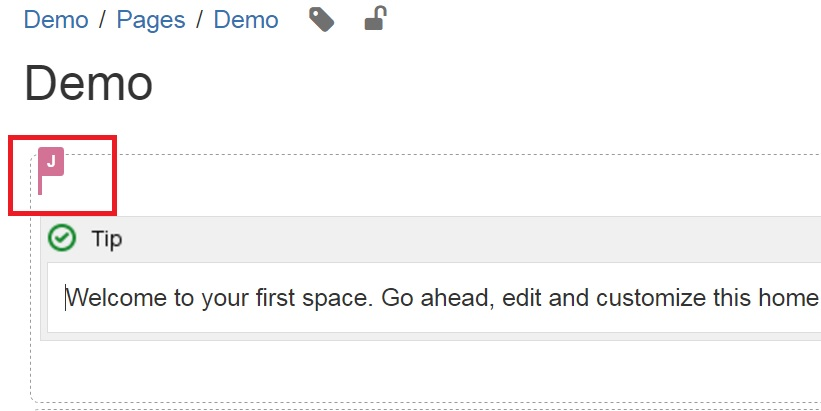 Demo / Pages / Demo
Demo
J
Tip
Welcome to your first space. Go ahead, edit and customize this home